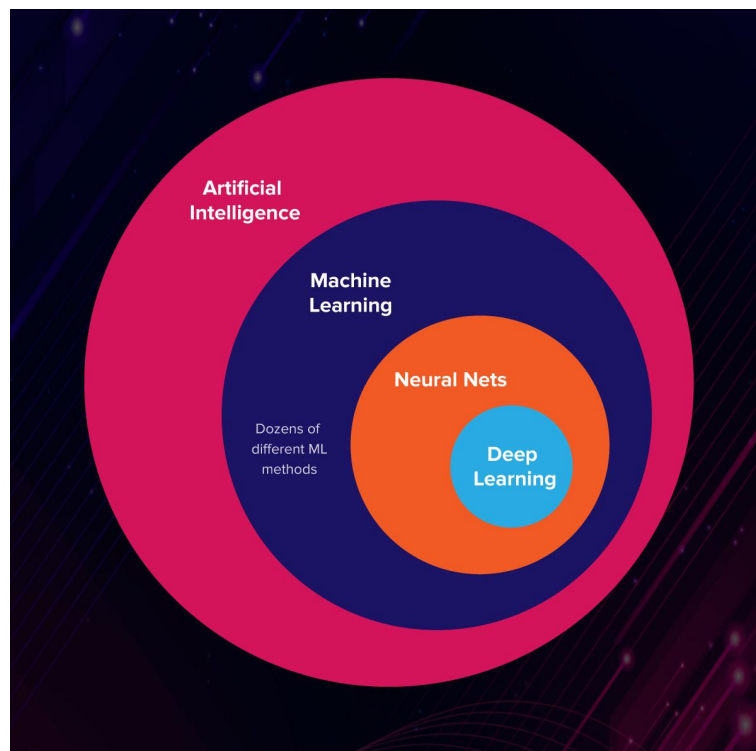 Artificial
Intelligence
Machine
Learning
Neural Nets
Dozens of
different ML
methods
Deep
Learning